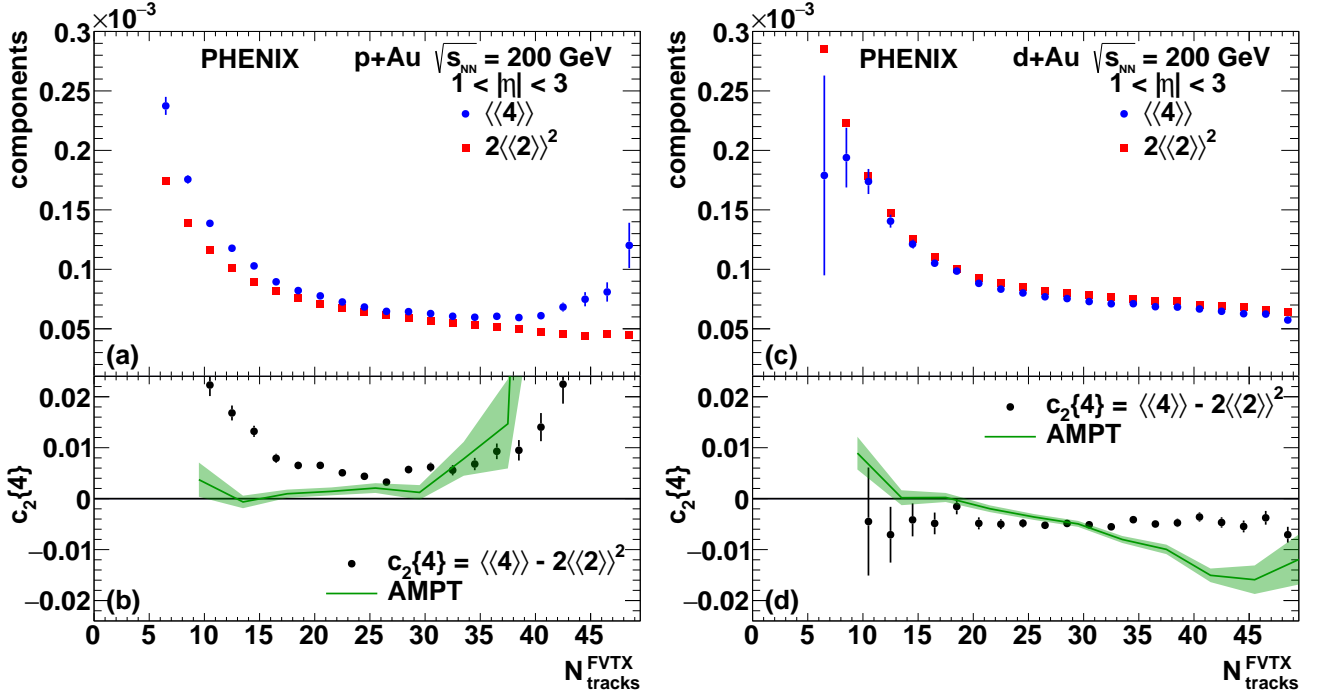 ×10⁻³
0.3
0.25
0.2
0.15
0.1
0.05
components
PHENIX p+Au √s_NN = 200 GeV
1 < |η| < 3
⟨⟨4⟩⟩
2⟨⟨2⟩⟩²
(a)
0.02
0.01
0
−0.01
−0.02
c₂{4}
c₂{4} = ⟨⟨4⟩⟩ - 2⟨⟨2⟩⟩²
AMPT
(b)
0 5 10 15 20 25 30 35 40 45
N^FVTX_tracks
×10⁻³
0.3
0.25
0.2
0.15
0.1
0.05
components
PHENIX d+Au √s_NN = 200 GeV
1 < |η| < 3
⟨⟨4⟩⟩
2⟨⟨2⟩⟩²
(c)
0.02
0.01
0
−0.01
−0.02
c₂{4}
c₂{4} = ⟨⟨4⟩⟩ - 2⟨⟨2⟩⟩²
AMPT
(d)
0 5 10 15 20 25 30 35 40 45
N^FVTX_tracks